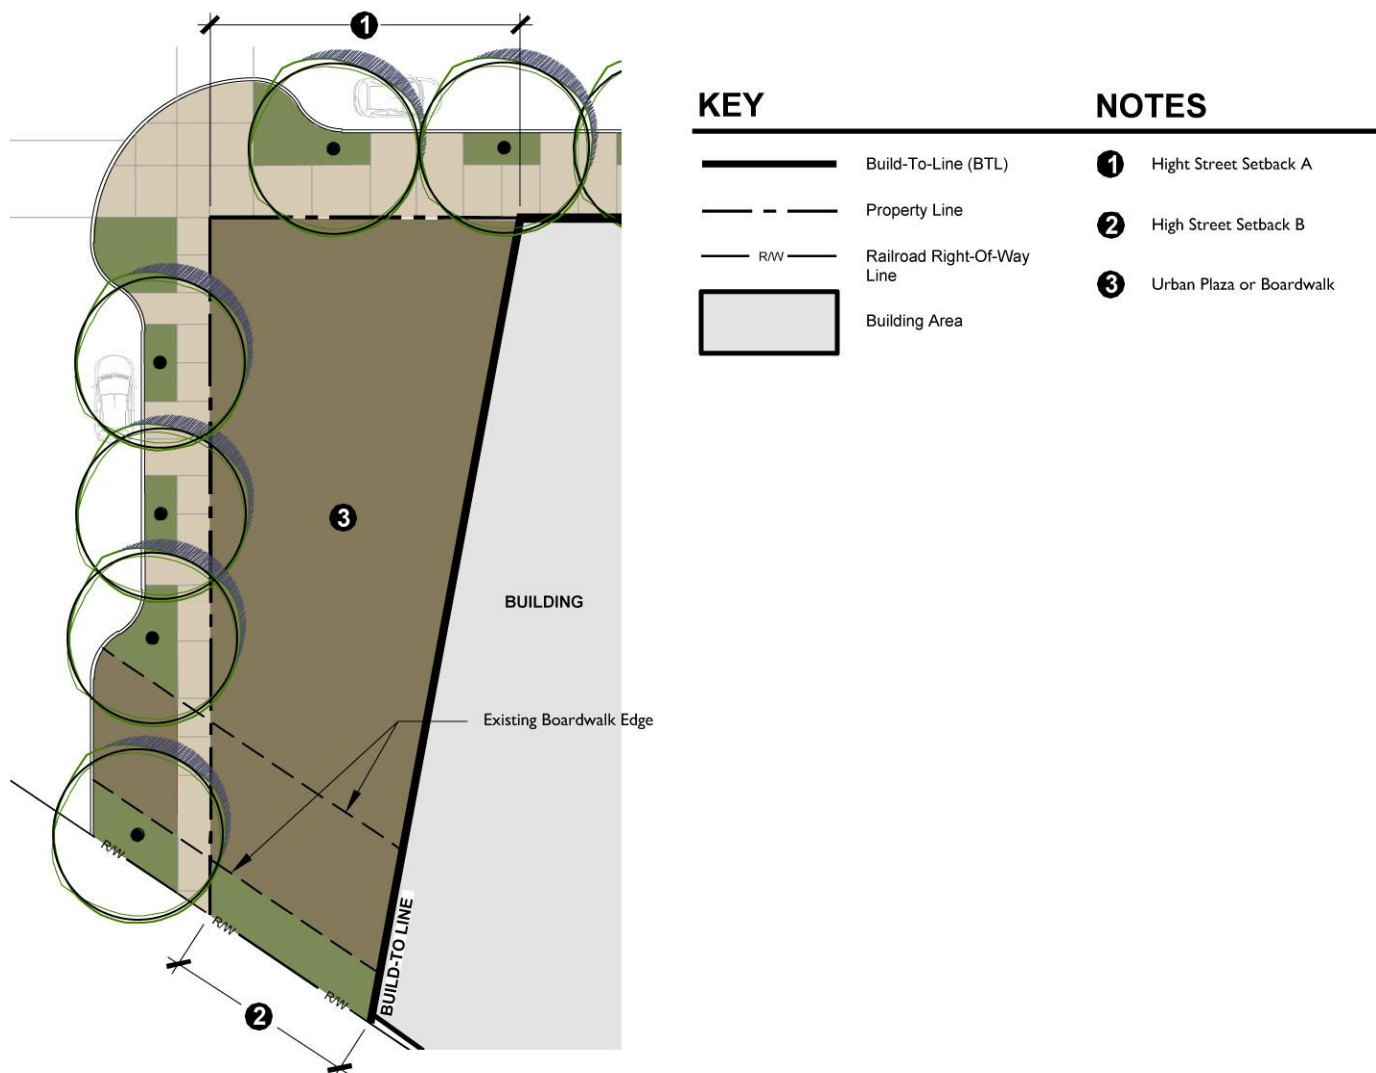 1
KEY
NOTES
Build-To-Line (BTL)
1 Hight Street Setback A
Property Line
2 High Street Setback B
R/W
Railroad Right-Of-Way
Line
3 Urban Plaza or Boardwalk
Building Area
3
BUILDING
Existing Boardwalk Edge
R/W
R/W
R/W
BUILD-TO LINE
2